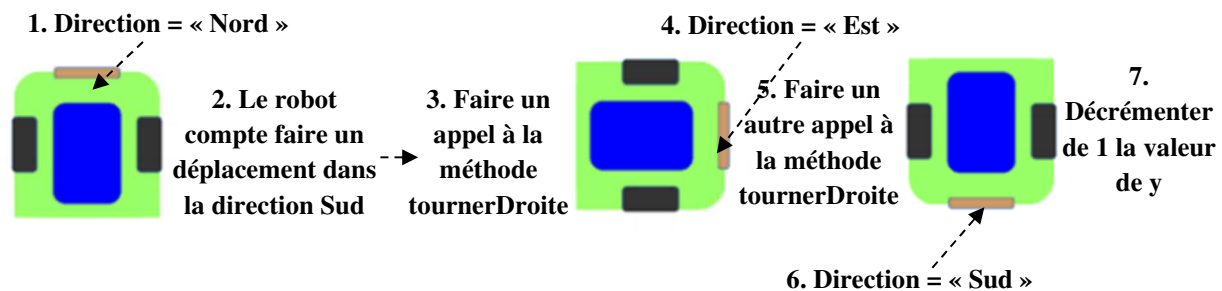 1. Direction = « Nord »
2. Le robot
compte faire un
déplacement dans
la direction Sud
3. Faire un
appel à la
méthode
tournerDroite
4. Direction = « Est »
5. Faire un
autre appel à
la méthode
tournerDroite
6. Direction = « Sud »
7.
Décrémenter
de 1 la valeur
de y